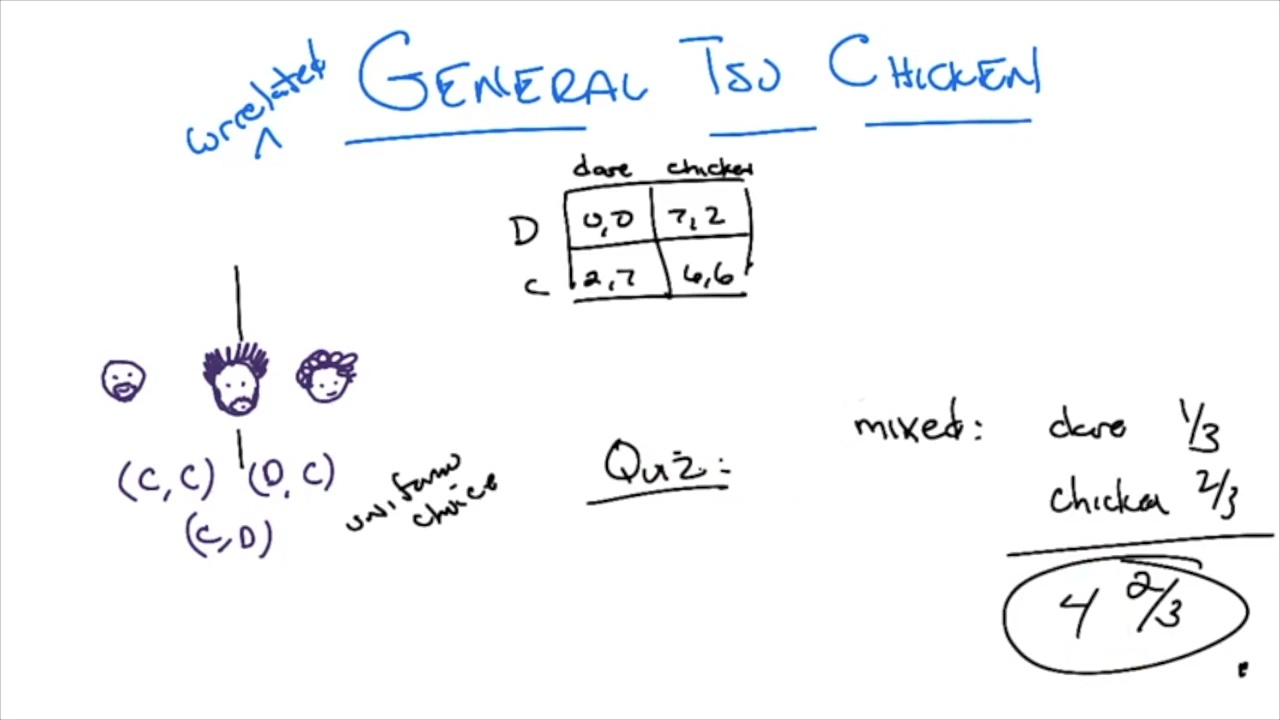 correlated
^
GENERAL TSO CHICKEN
dare chicken
D 0,0 7,2
C 2,7 6,6
(C, C) (D, C)
(C, D)
uniform
choice
Quiz:
mixed: dare 1/3
chicken 2/3
4 2/3